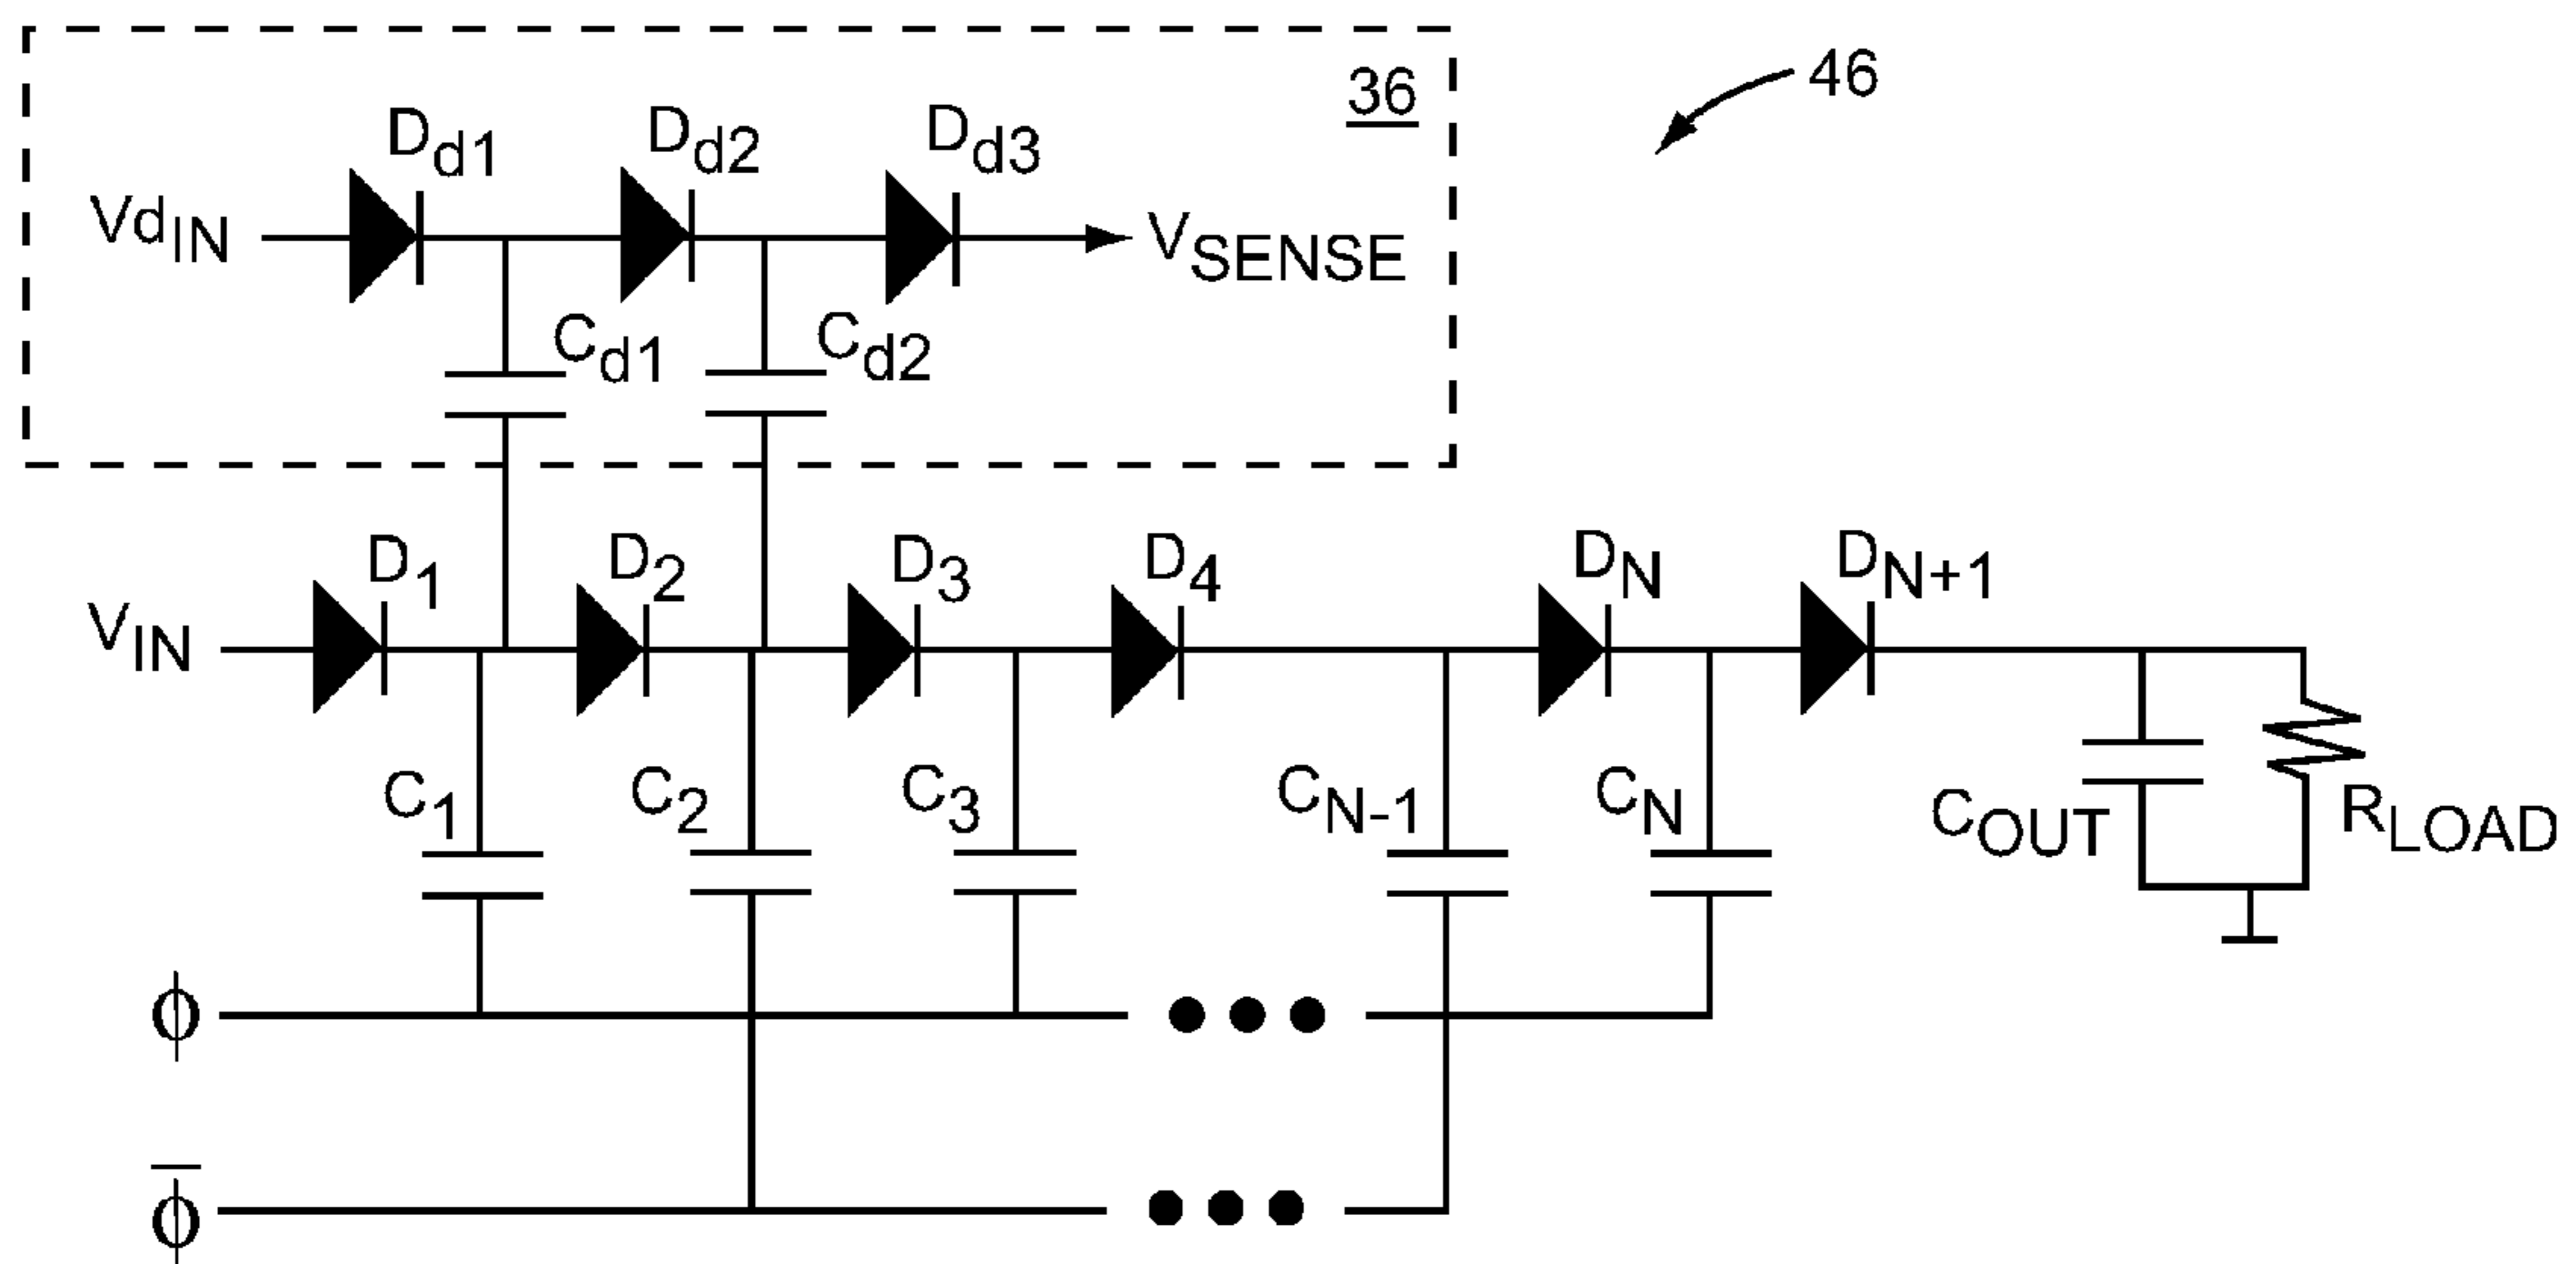 36
46
Dd1 Dd2 Dd3
VdIN VSENSE
Cd1 Cd2
D1 D2 D3 D4 DN DN+1
VIN
C1 C2 C3 CN-1 CN COUT RLOAD
ϕ
ϕ̅